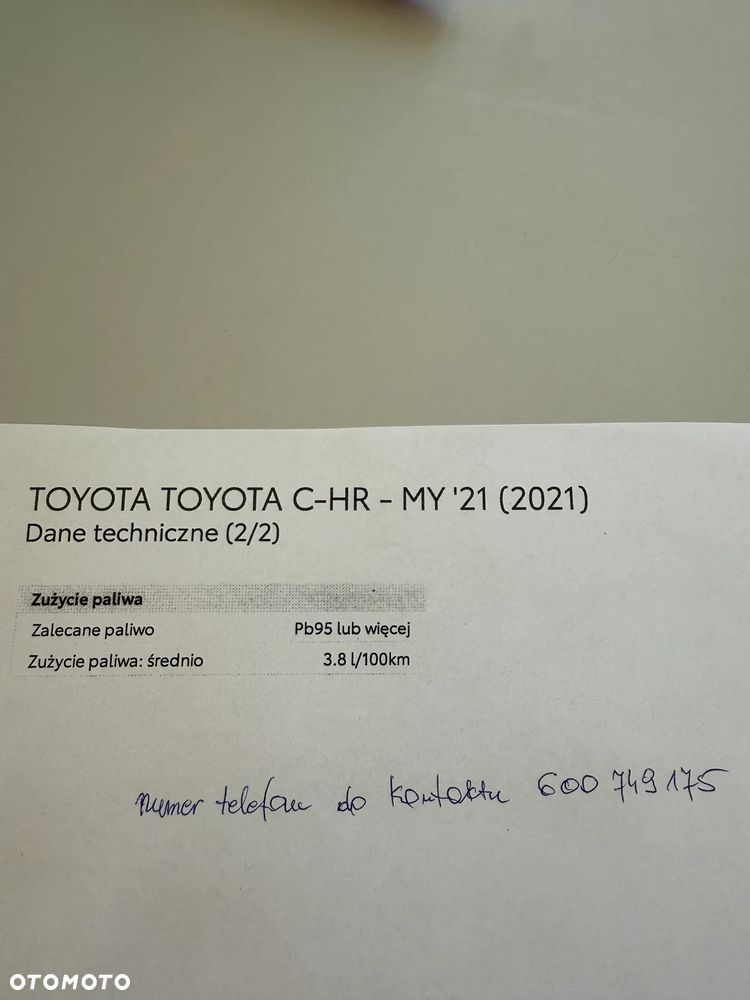 TOYOTA TOYOTA C-HR - MY '21 (2021)
Dane techniczne (2/2)
Zużycie paliwa
Zalecane paliwo Pb95 lub więcej
Zużycie paliwa: średnio 3.8 l/100km
numer telefonu do kontaktu 600 749 175
OTOMOTO